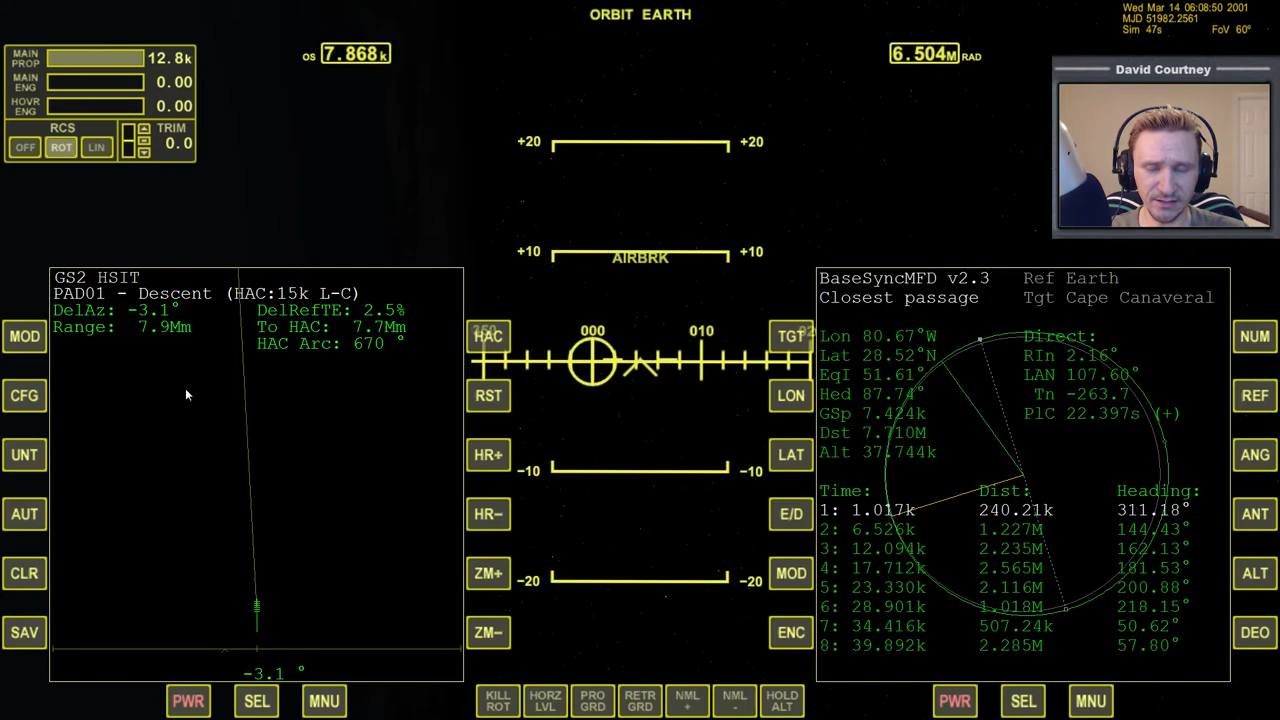 ORBIT EARTH
Wed Mar 14 06:08:50 2001
MJD 51982.2561
Sim 47s FoV 60°
MAIN PROP 12.8k
MAIN ENG 0.00
HOVR ENG 0.00
RCS TRIM
OFF ROT LIN 0.0
OS 7.868k
6.504M RAD
David Courtney
+20 +20
+10 +10
AIRBRK
000 010
-10 -10
-20 -20
GS2 HSIT
PAD01 - Descent (HAC:15k L-C)
DelAz: -3.1° DelRefTE: 2.5%
Range: 7.9Mm To HAC: 7.7Mm
HAC Arc: 670 °
-3.1 °
MOD
CFG
UNT
AUT
CLR
SAV
HAC
RST
HR+
HR-
ZM+
ZM-
PWR SEL MNU
KILL ROT
HORZ LVL
PRO GRD
RETR GRD
NML +
NML -
HOLD ALT
TGT
LON
LAT
E/D
MOD
ENC
BaseSyncMFD v2.3 Ref Earth
Closest passage Tgt Cape Canaveral
Lon 80.67°W Direct:
Lat 28.52°N RIn 2.16°
EqI 51.61° LAN 107.60°
Hed 87.74° Tn -263.7
GSp 7.424k PlC 22.397s (+)
Dst 7.710M
Alt 37.744k
Time: Dist: Heading:
1: 1.017k 240.21k 311.18°
2: 6.526k 1.227M 144.43°
3: 12.094k 2.235M 162.13°
4: 17.712k 2.565M 181.53°
5: 23.330k 2.116M 200.88°
6: 28.901k 1.018M 218.15°
7: 34.416k 507.24k 50.62°
8: 39.892k 2.285M 57.80°
NUM
REF
ANG
ANT
ALT
DEO
PWR SEL MNU